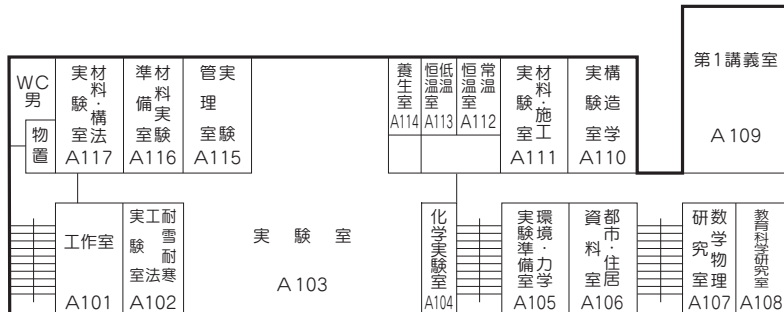 第1講義室
A109
WC
男
物置
材料・構法
実験室
A117
材料実験
準備室
A116
実験
管理室
A115
養生室
A114
低温
恒温室
A113
常温
恒温室
A112
材料・施工
実験室
A111
構造学
実験室
A110
工作室
A101
耐雪耐寒
工法
実験室
A102
実験室
A103
化学実験室
A104
環境・力学
実験準備室
A105
都市・住居
資料室
A106
数学物理
研究室
A107
教育科学研究室
A108